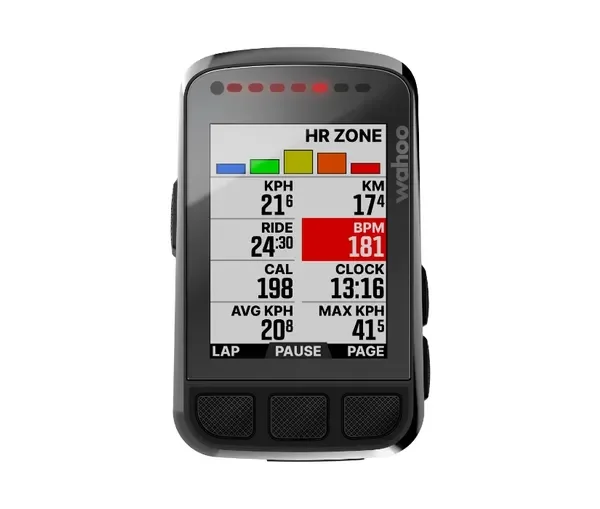 HR ZONE
wahoo
KPH KM
21⁶ 17⁴
RIDE BPM
24:30 181
CAL CLOCK
198 13:16
AVG KPH MAX KPH
20⁸ 41⁵
LAP PAUSE PAGE